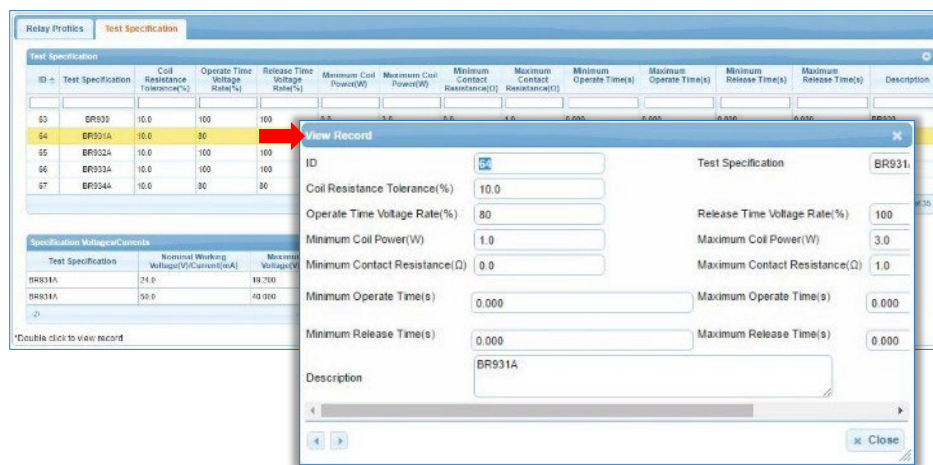 Relay Profiles Test Specification
Test Specification
ID Test Specification Coil Resistance Tolerance(%) Operate Time Voltage Rate(%) Release Time Voltage Rate(%) Minimum Coil Power(W) Maximum Coil Power(W) Minimum Contact Resistance(Ω) Maximum Contact Resistance(Ω) Minimum Operate Time(s) Maximum Operate Time(s) Minimum Release Time(s) Maximum Release Time(s) Description
63 BR930 10.0 100 100
64 BR931A 10.0 80
65 BR932A 10.0 100 100
66 BR933A 10.0 100 100
67 BR934A 10.0 80 80
Specification Voltages/Currents
Test Specification Nominal Working Voltage(V)/Current(mA)
BR931A 24.0 19.200
BR931A 50.0 40.000
*Double click to view record
View Record
ID 64 Test Specification BR931
Coil Resistance Tolerance(%) 10.0
Operate Time Voltage Rate(%) 80 Release Time Voltage Rate(%) 100
Minimum Coil Power(W) 1.0 Maximum Coil Power(W) 3.0
Minimum Contact Resistance(Ω) 0.0 Maximum Contact Resistance(Ω) 1.0
Minimum Operate Time(s) 0.000 Maximum Operate Time(s) 0.000
Minimum Release Time(s) 0.000 Maximum Release Time(s) 0.000
Description BR931A
Close